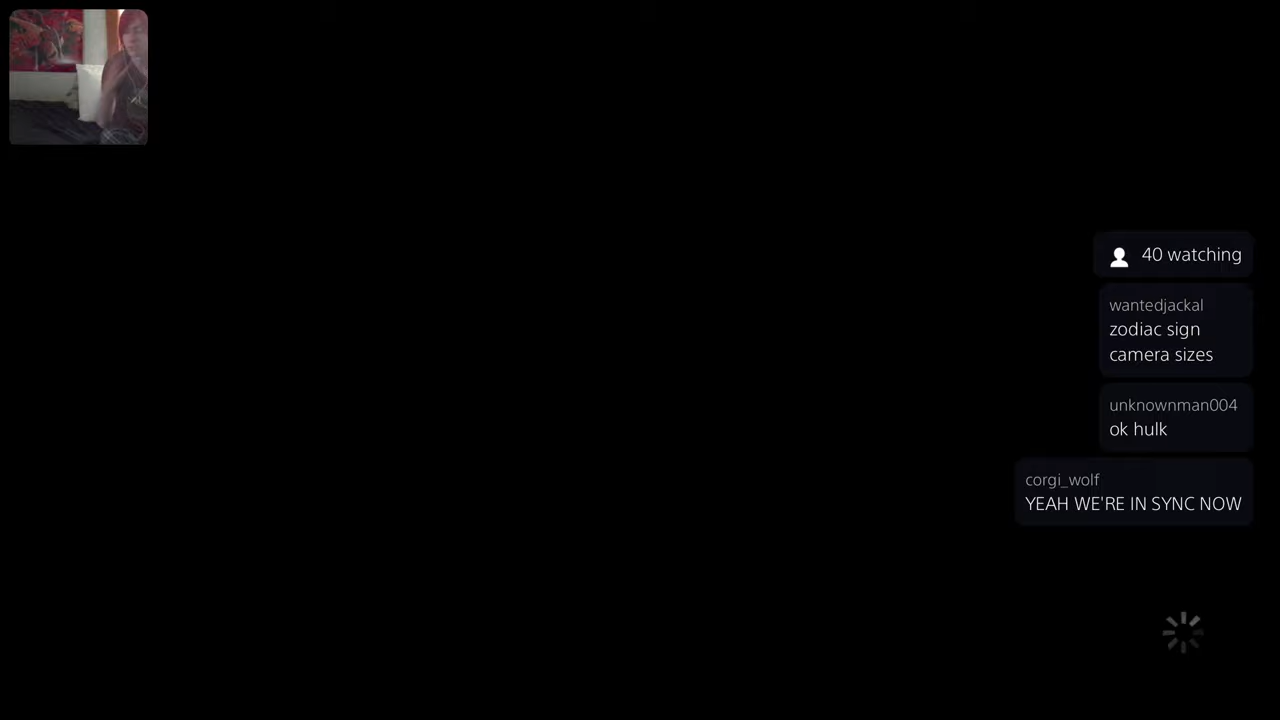 40 watching
wantedjackal
zodiac sign
camera sizes
unknownman004
ok hulk
corgi_wolf
YEAH WE'RE IN SYNC NOW